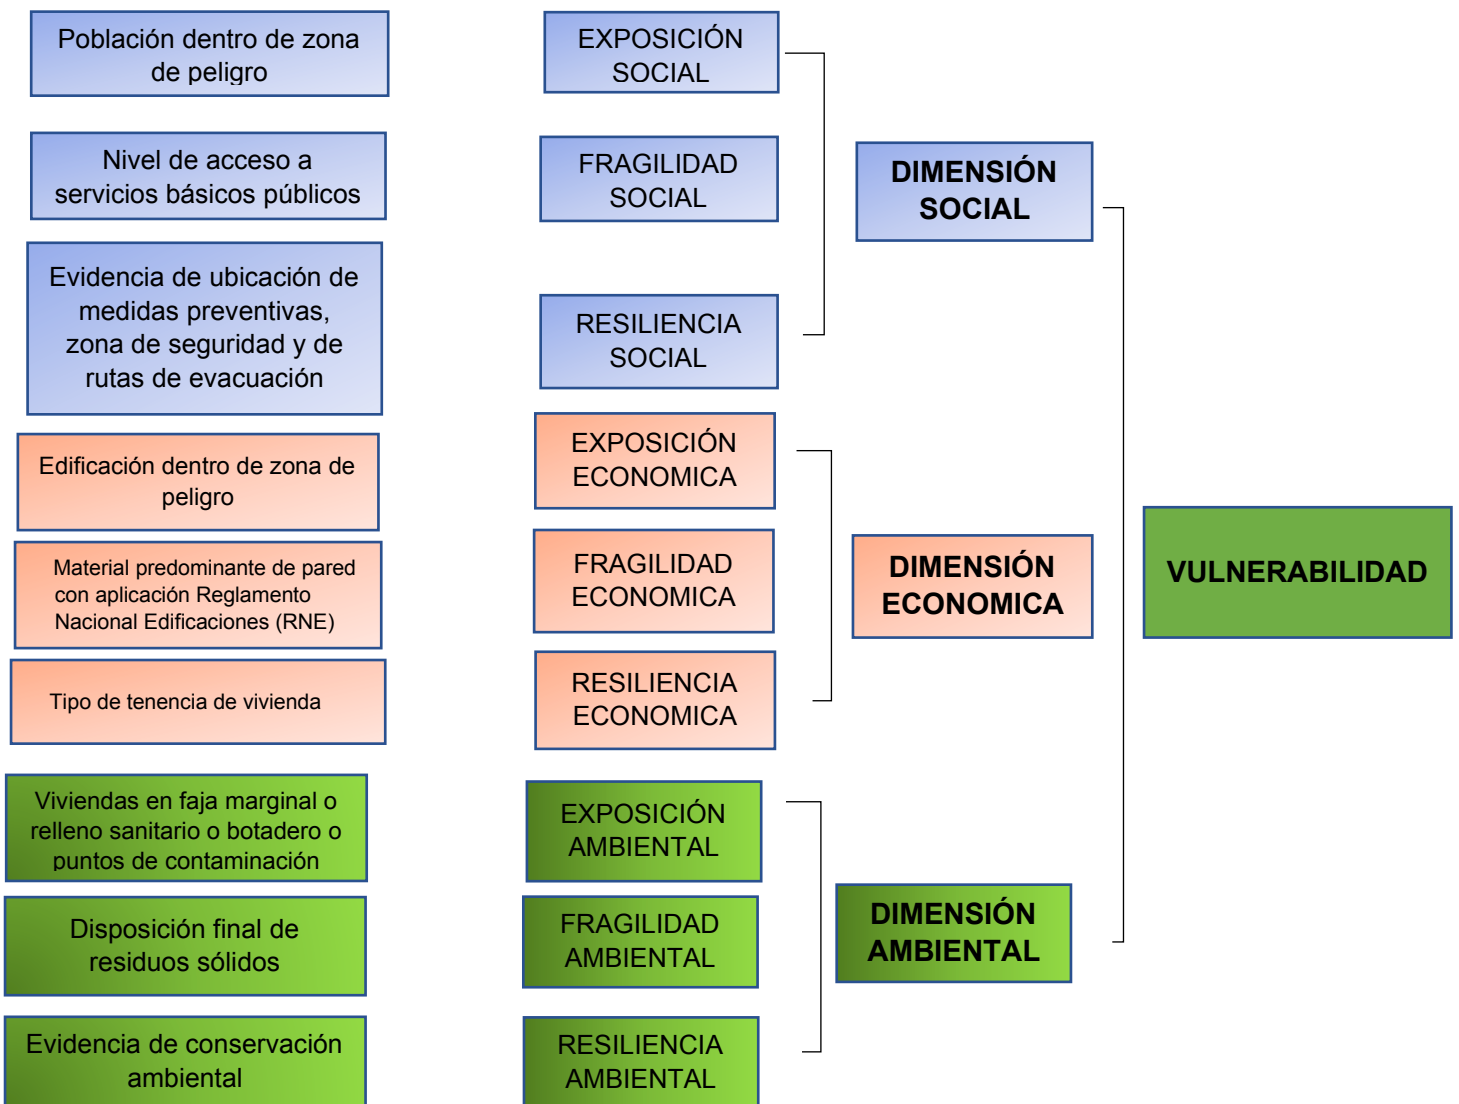 Población dentro de zona
de peligro
EXPOSICIÓN
SOCIAL
Nivel de acceso a
servicios básicos públicos
FRAGILIDAD
SOCIAL
DIMENSIÓN
SOCIAL
Evidencia de ubicación de
medidas preventivas,
zona de seguridad y de
rutas de evacuación
RESILIENCIA
SOCIAL
Edificación dentro de zona de
peligro
EXPOSICIÓN
ECONOMICA
Material predominante de pared
con aplicación Reglamento
Nacional Edificaciones (RNE)
FRAGILIDAD
ECONOMICA
DIMENSIÓN
ECONOMICA
VULNERABILIDAD
Tipo de tenencia de vivienda
RESILIENCIA
ECONOMICA
Viviendas en faja marginal o
relleno sanitario o botadero o
puntos de contaminación
EXPOSICIÓN
AMBIENTAL
Disposición final de
residuos sólidos
FRAGILIDAD
AMBIENTAL
DIMENSIÓN
AMBIENTAL
Evidencia de conservación
ambiental
RESILIENCIA
AMBIENTAL